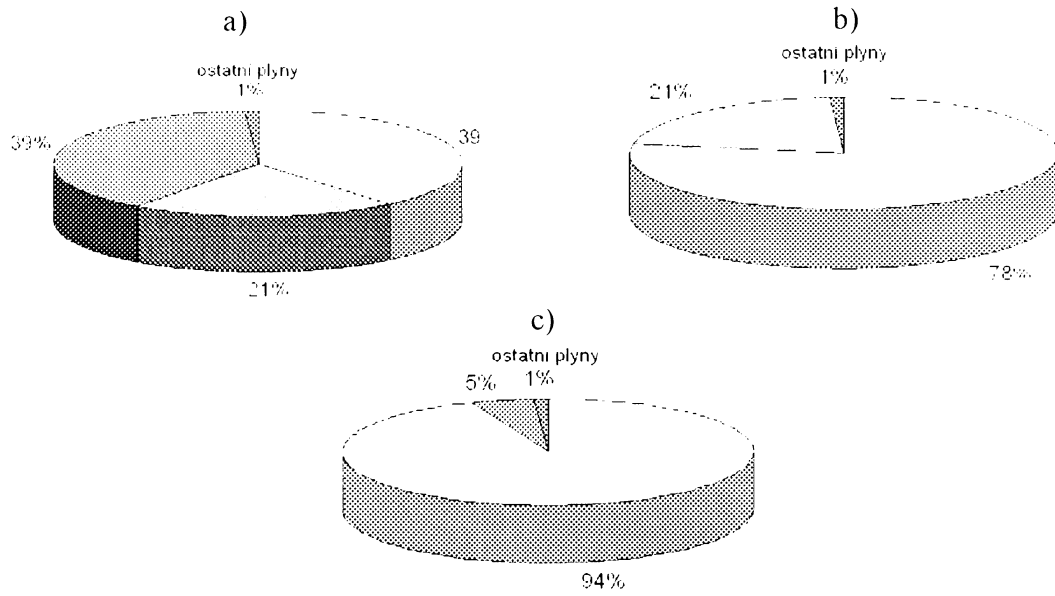 a)
ostatni plyny
1%
39%
39
21%
b)
ostatni plyny
1%
21%
78%
c)
ostatni plyny
5% 1%
94%